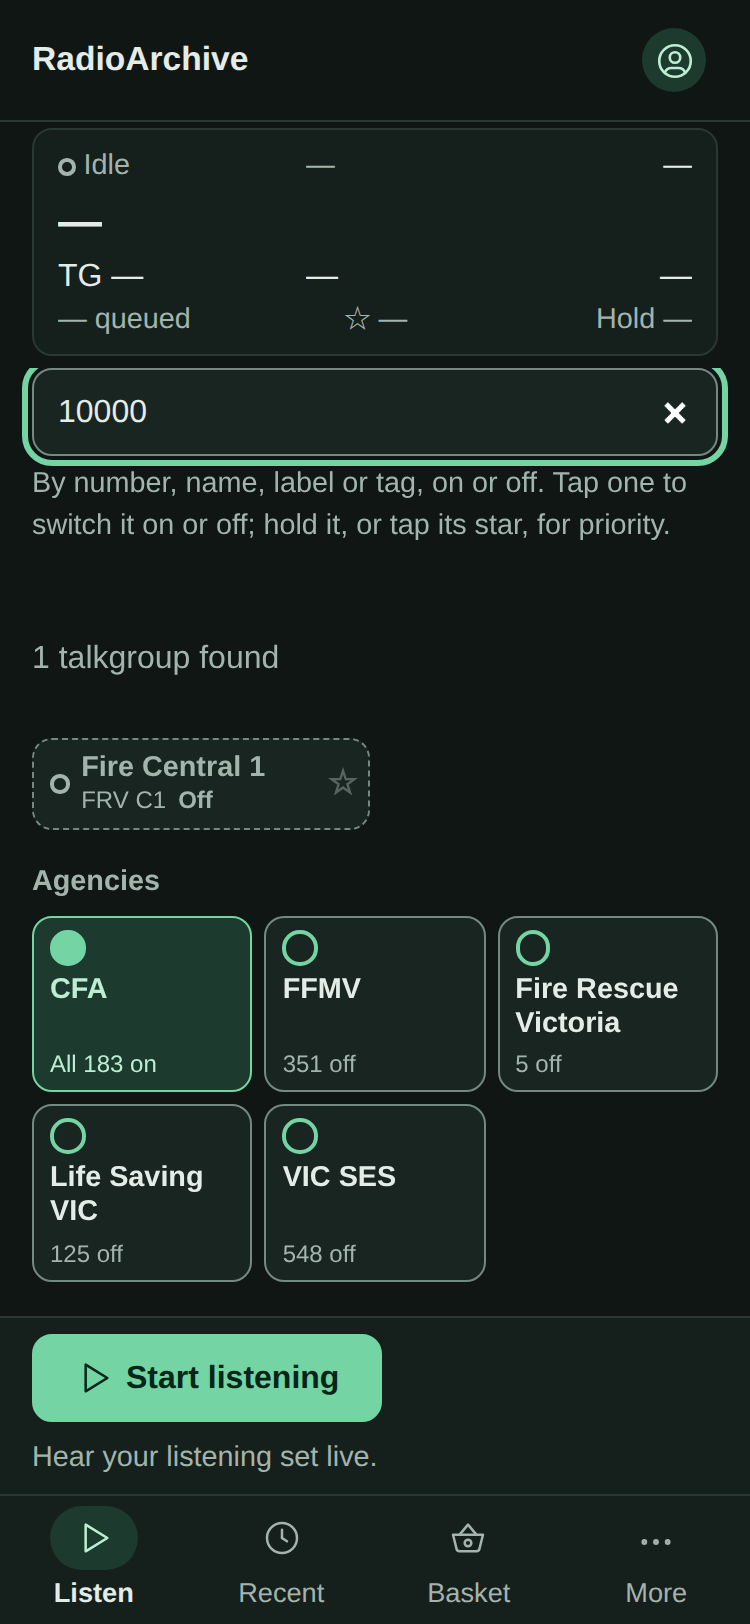 RadioArchive
Idle — —
—
TG — — —
— queued ☆ — Hold —
10000
By number, name, label or tag, on or off. Tap one to
switch it on or off; hold it, or tap its star, for priority.
1 talkgroup found
Fire Central 1
FRV C1 Off
Agencies
CFA
All 183 on
FFMV
351 off
Fire Rescue
Victoria
5 off
Life Saving
VIC
125 off
VIC SES
548 off
Start listening
Hear your listening set live.
Listen Recent Basket More